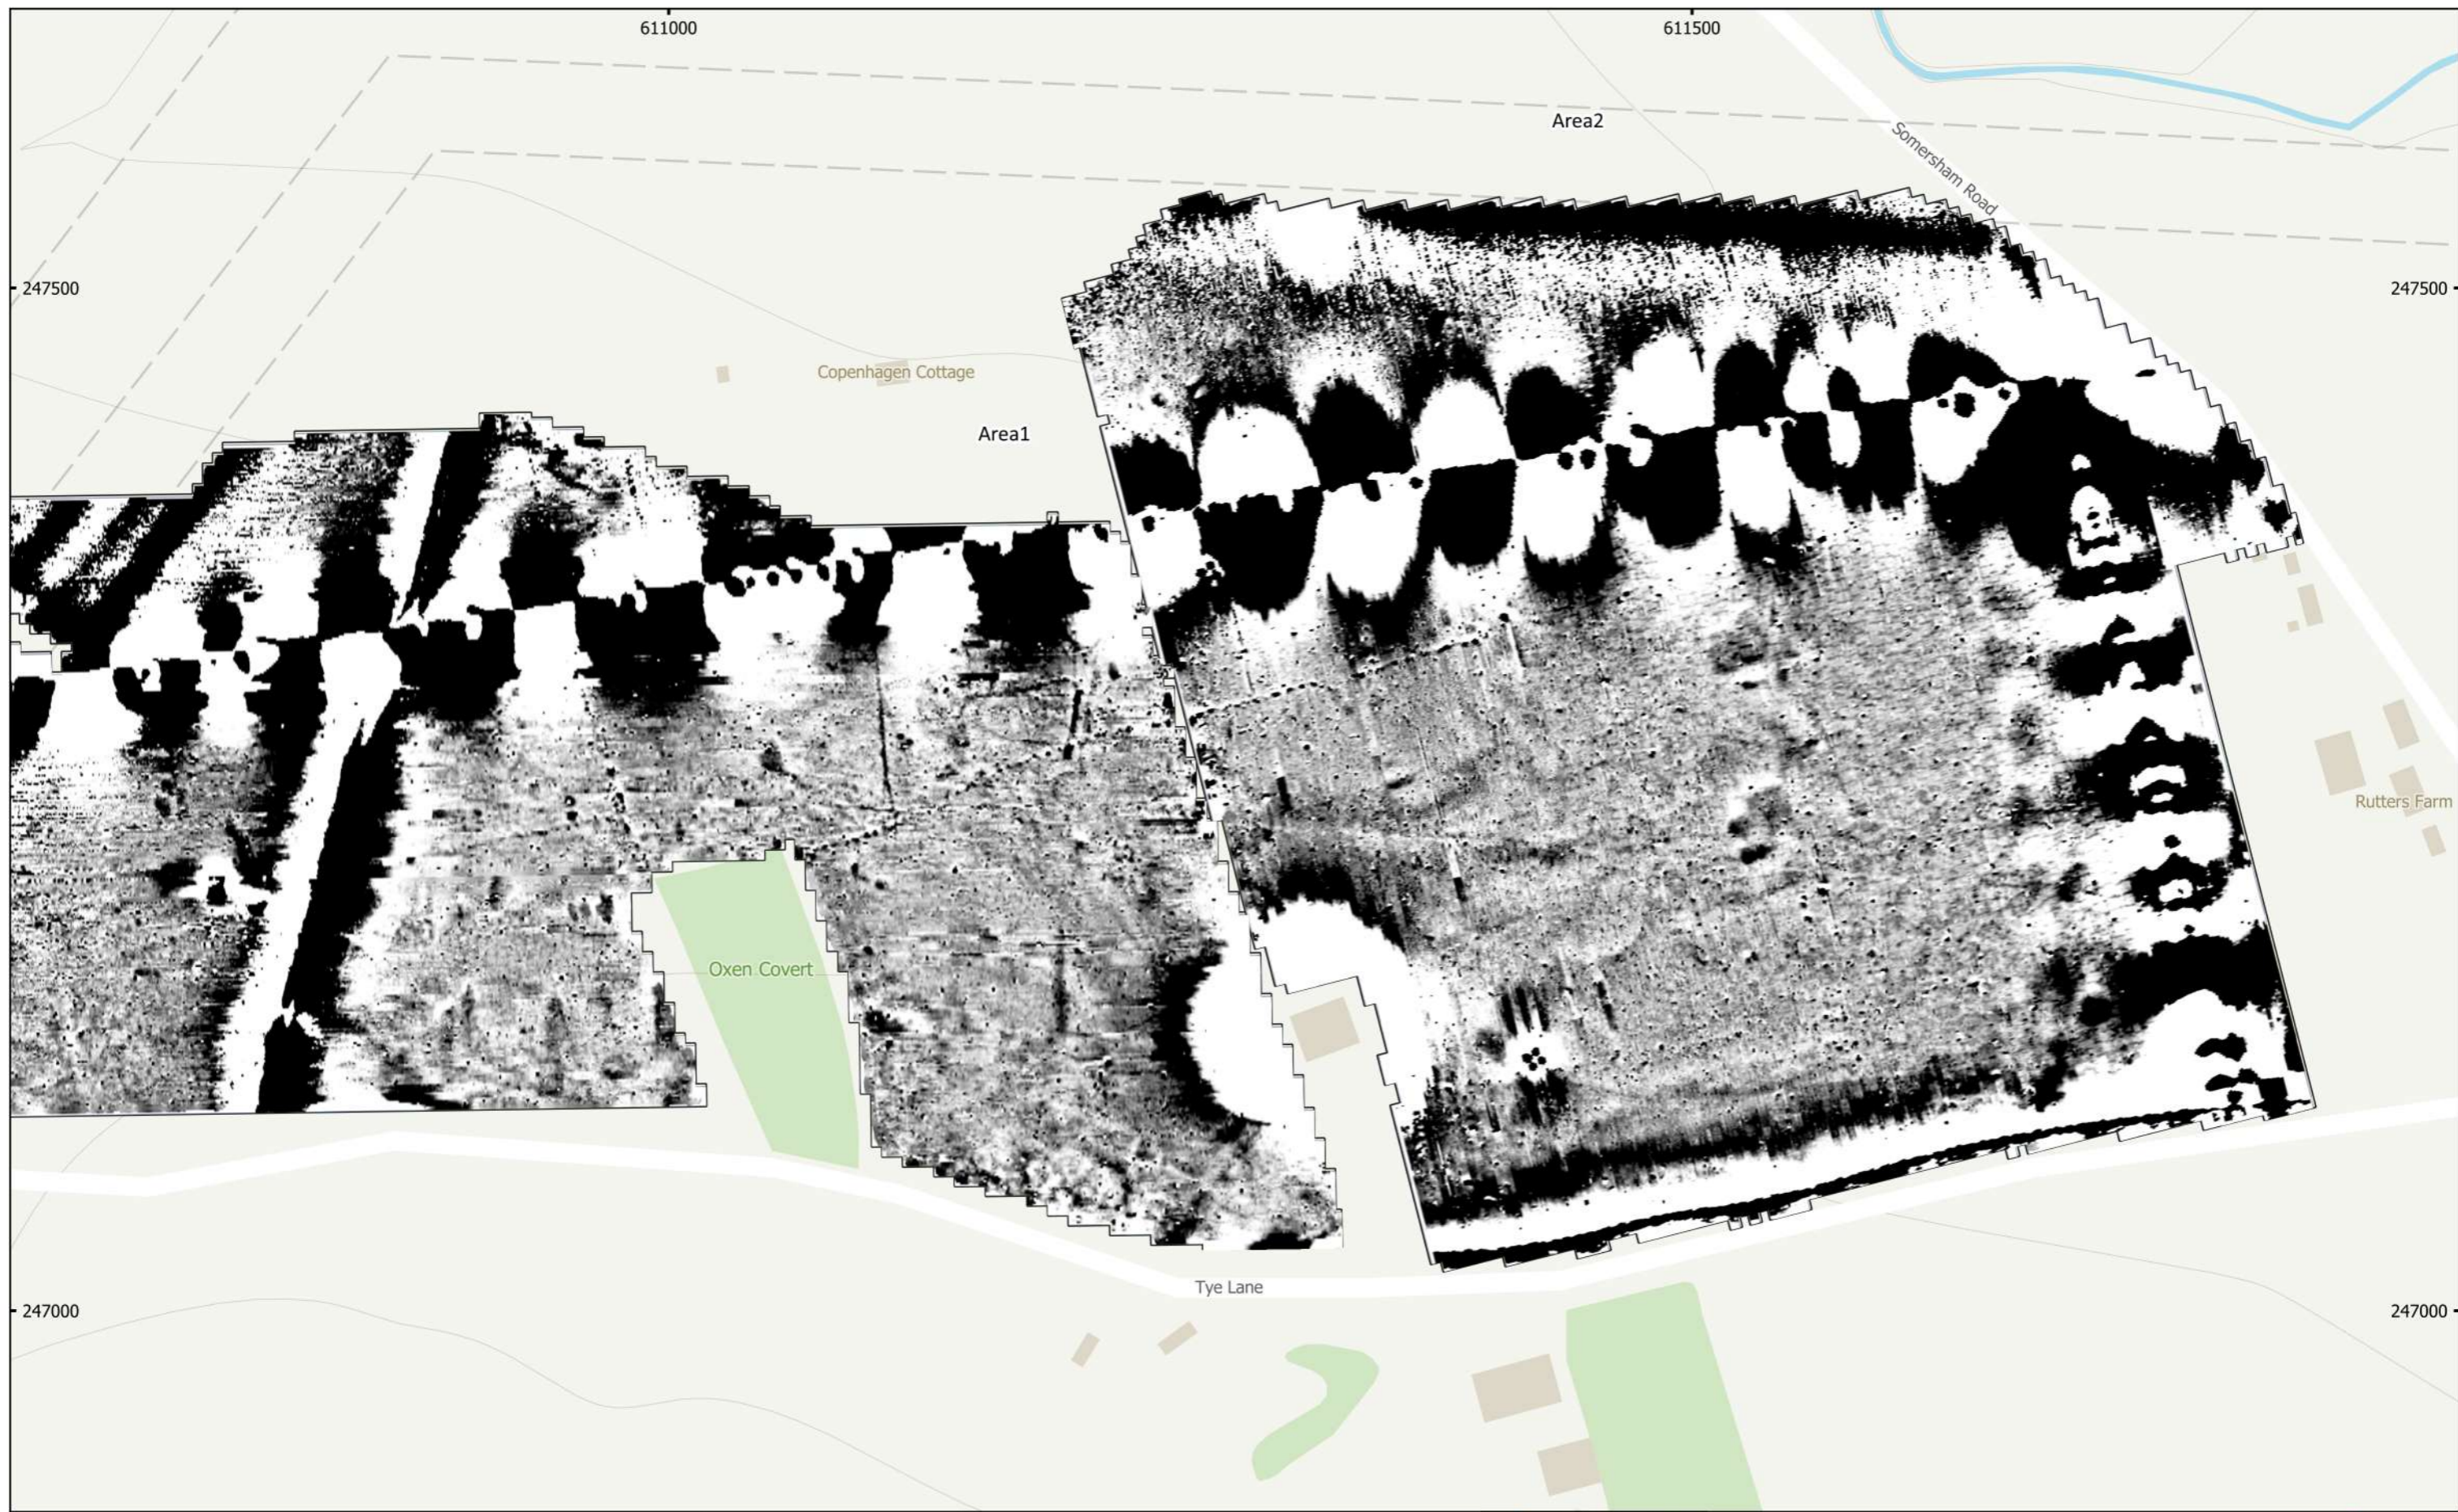 611000
611500
Area2
Somersham Road
247500
247500
Copenhagen Cottage
Area1
Rutters Farm
Oxen Covert
Tye Lane
247000
247000